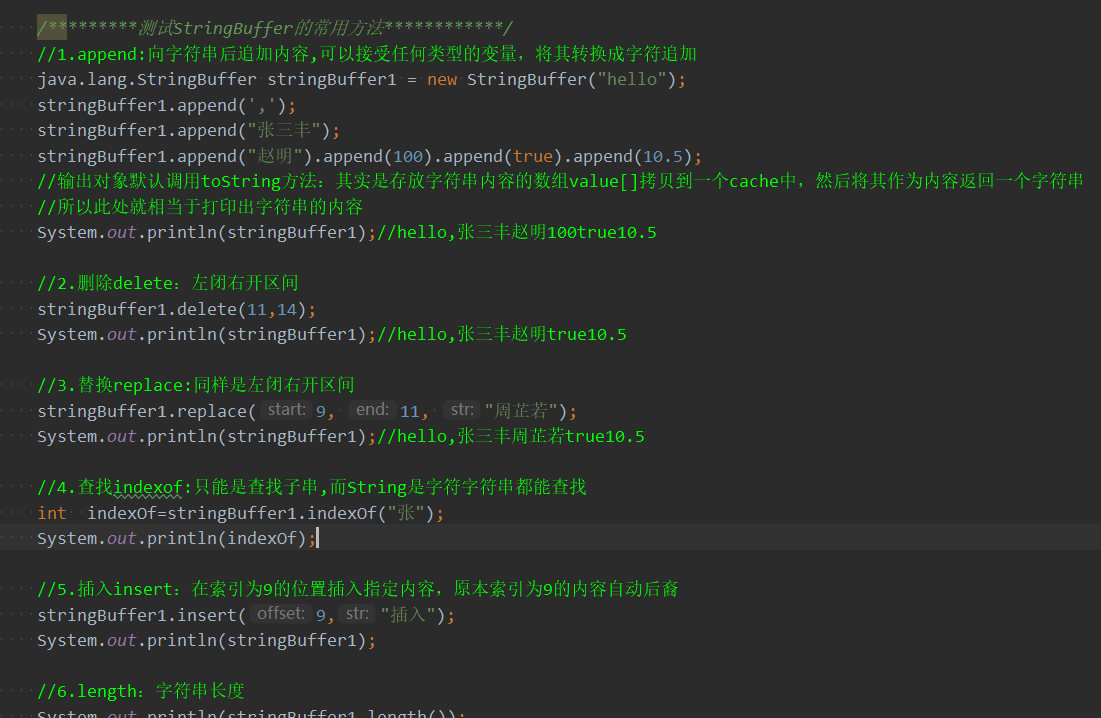 /*********测试StringBuffer的常用方法************/
//1.append:向字符串后追加内容,可以接受任何类型的变量，将其转换成字符追加
java.lang.StringBuffer stringBuffer1 = new StringBuffer("hello");
stringBuffer1.append(',');
stringBuffer1.append("张三丰");
stringBuffer1.append("赵明").append(100).append(true).append(10.5);
//输出对象默认调用toString方法：其实是存放字符串内容的数组value[]拷贝到一个cache中，然后将其作为内容返回一个字符串
//所以此处就相当于打印出字符串的内容
System.out.println(stringBuffer1);//hello,张三丰赵明100true10.5
//2.删除delete：左闭右开区间
stringBuffer1.delete(11,14);
System.out.println(stringBuffer1);//hello,张三丰赵明true10.5
//3.替换replace:同样是左闭右开区间
stringBuffer1.replace( start: 9, end: 11, str: "周芷若");
System.out.println(stringBuffer1);//hello,张三丰周芷若true10.5
//4.查找indexof:只能是查找子串,而String是字符字符串都能查找
int indexOf=stringBuffer1.indexOf("张");
System.out.println(indexOf);
//5.插入insert：在索引为9的位置插入指定内容，原本索引为9的内容自动后裔
stringBuffer1.insert( offset: 9, str: "插入");
System.out.println(stringBuffer1);
//6.length：字符串长度
System.out.println(stringBuffer1.length());